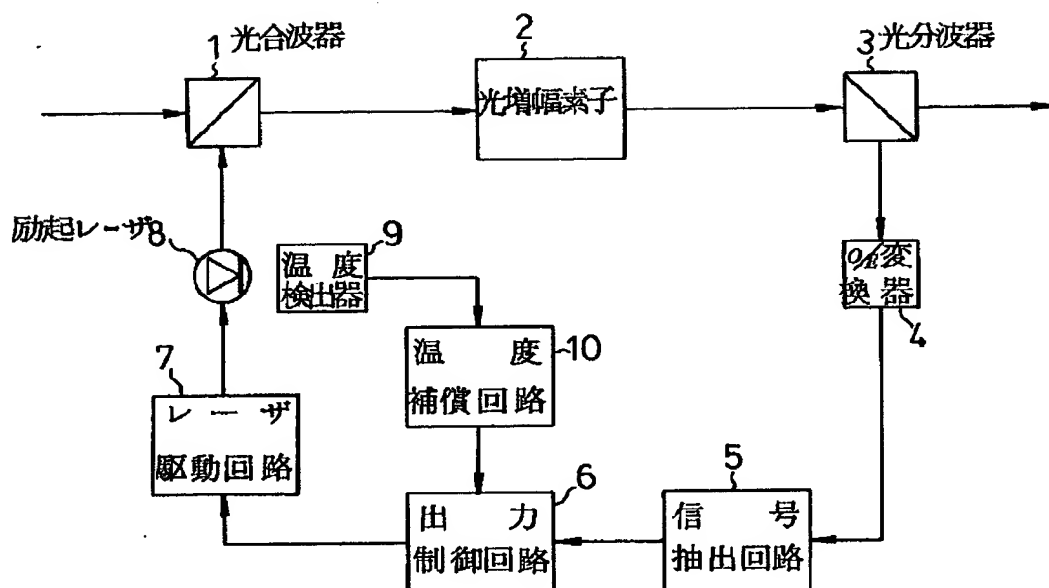 1 光合波器
2
光増幅素子
3 光分波器
励起レーザ 8
9
温度
検出器
O/E変
換器
4
温度
補償回路
10
7
レーザ
駆動回路
6
出力
制御回路
5
信号
抽出回路